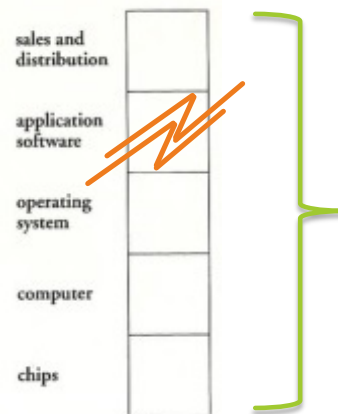 sales and
distribution
application
software
operating
system
computer
chips